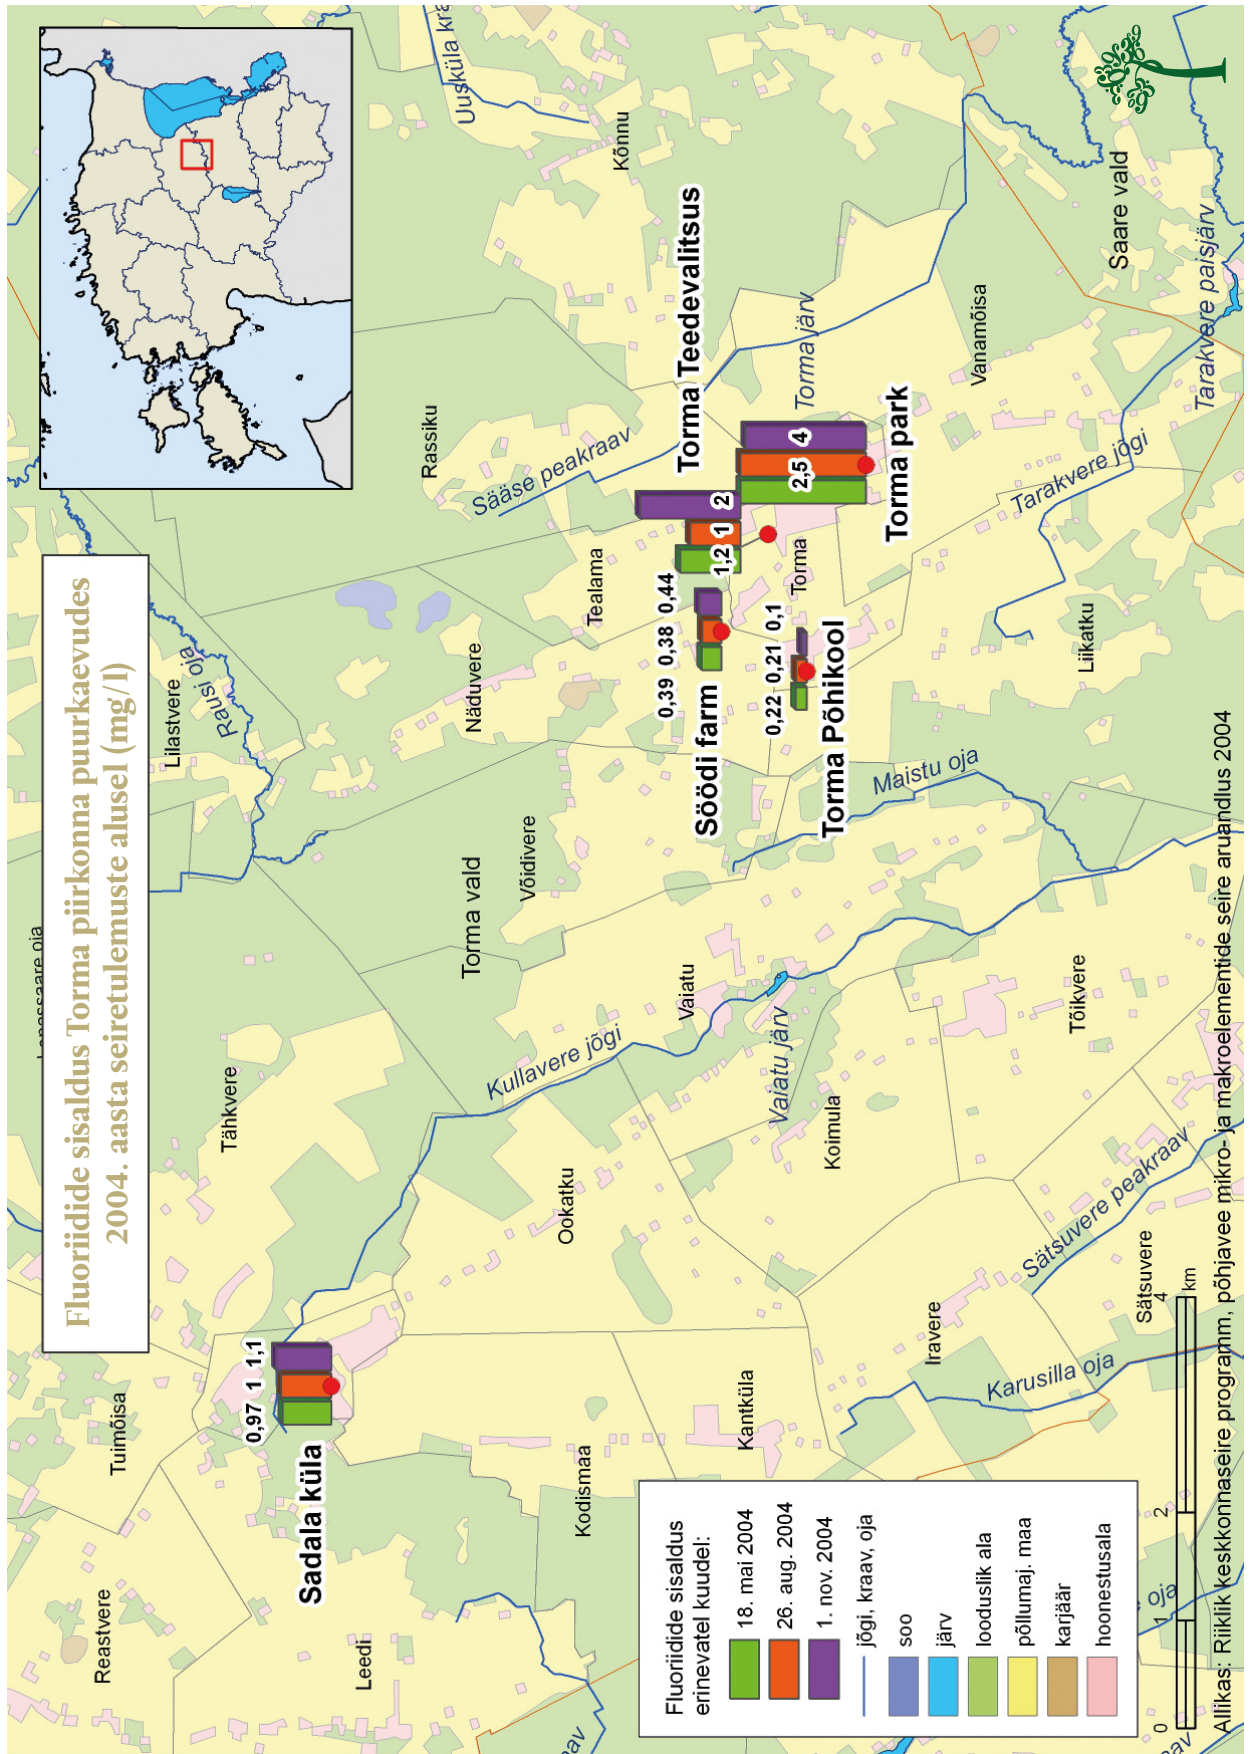 Fluoriidide sisaldus Torma piirkonna puurkaevudes
2004. aasta seiretulemuste alusel (mg/l)
Reastvere
Tuimõisa
Leedi
Sadala küla
0,97 1 1,1
Tähkvere
Lilastvere
Rausi oja
Uusküla kra
Kodismaa
Kantküla
Ookatku
Kullavere jõgi
Torma vald
Võidivere
Näduvere
Rassiku
Sääse peakraav
Tealama
Kõnnu
Vaiatu
Vaiatu järv
Koimula
Söödi farm
0,39 0,38 0,44
Torma Teedevalitsus
1,2 1 2
Torma Põhikool
0,22 0,21 0,1
Torma
Torma järv
2,5 4
Torma park
Maistu oja
Vanamõisa
Saare vald
Tarakvere paisjärv
Tarakvere jõgi
Liikatku
Tõikvere
Iravere
Karusilla oja
Sätsuvere peakraav
Sätsuvere
oja
aav
Fluoriidide sisaldus
erinevatel kuudel:
18. mai 2004
26. aug. 2004
1. nov. 2004
jõgi, kraav, oja
soo
järv
looduslik ala
põllumaj. maa
karjäär
hoonestusala
0 1 2 4
km
Allikas: Riiklik keskkonnaseire programm, põhjavee mikro- ja makroelementide seire aruandlus 2004